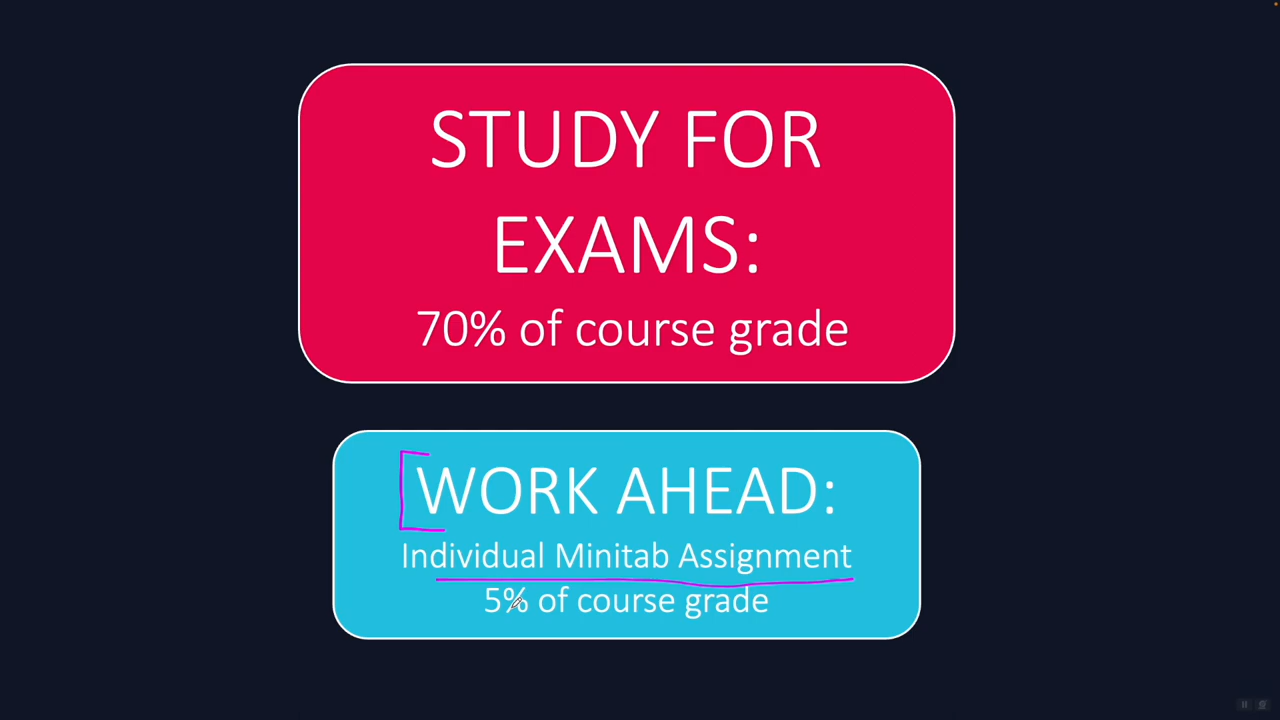 STUDY FOR
EXAMS:
70% of course grade
WORK AHEAD:
Individual Minitab Assignment
5% of course grade